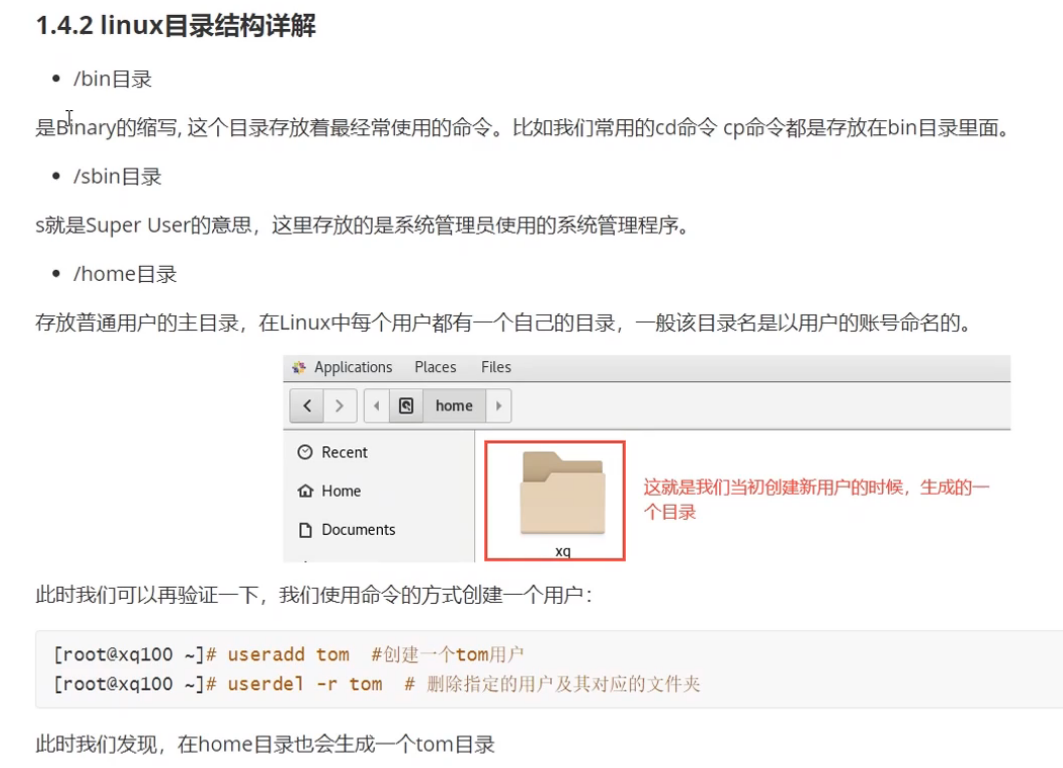 1.4.2 linux目录结构详解
• /bin目录
是Binary的缩写, 这个目录存放着最经常使用的命令。比如我们常用的cd命令 cp命令都是存放在bin目录里面。
• /sbin目录
s就是Super User的意思，这里存放的是系统管理员使用的系统管理程序。
• /home目录
存放普通用户的主目录，在Linux中每个用户都有一个自己的目录，一般该目录名是以用户的账号命名的。
Applications Places Files
home
Recent
Home
Documents
xq
这就是我们当初创建新用户的时候，生成的一
个目录
此时我们可以再验证一下，我们使用命令的方式创建一个用户：
[root@xq100 ~]# useradd tom  #创建一个tom用户
[root@xq100 ~]# userdel -r tom  # 删除指定的用户及其对应的文件夹
此时我们发现，在home目录也会生成一个tom目录